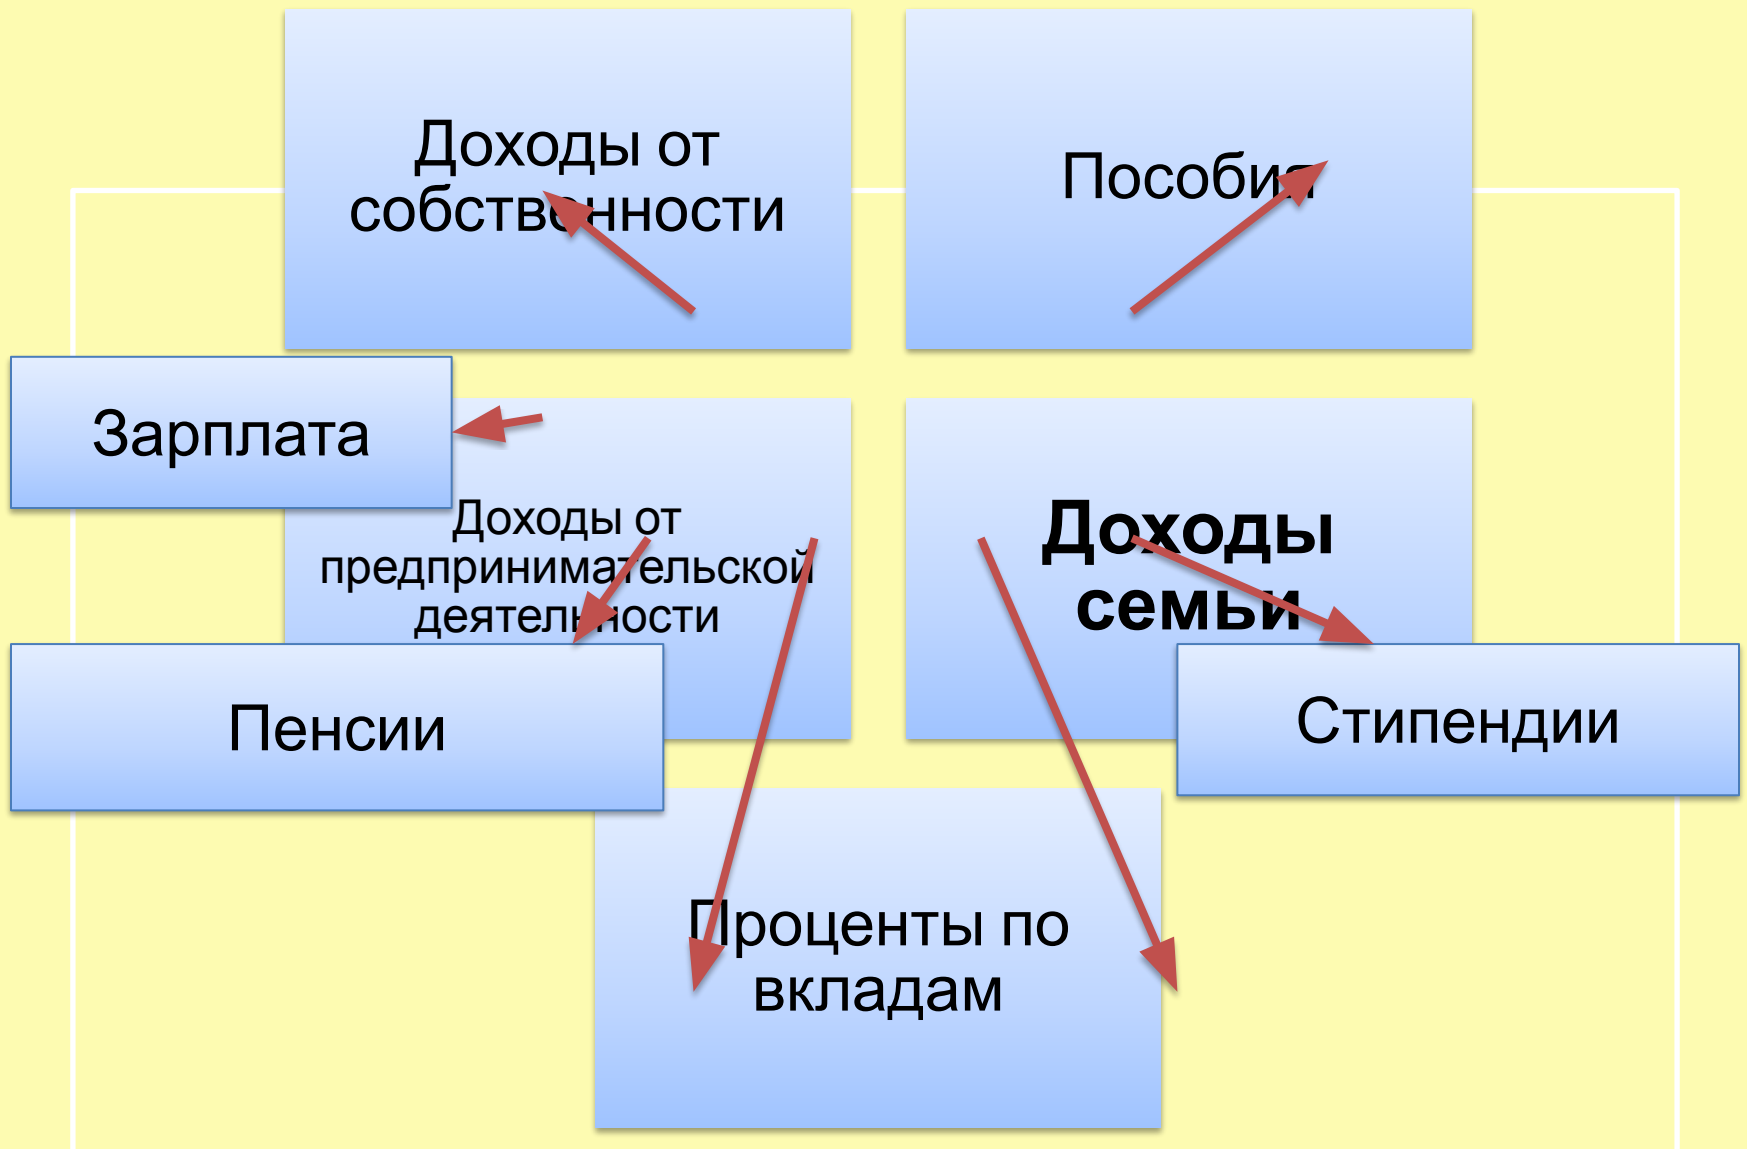 Доходы от
собственности
Пособия
Зарплата
Доходы от
предпринимательской
деятельности
Доходы
семьи
Пенсии
Стипендии
Проценты по
вкладам